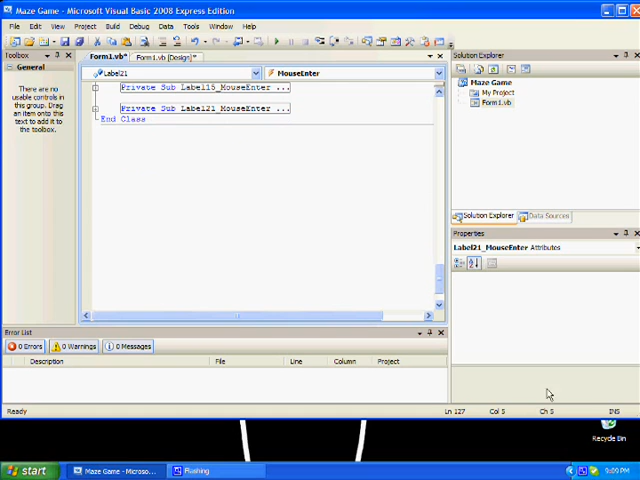 Maze Game - Microsoft Visual Basic 2008 Express Edition
File Edit View Project Build Debug Data Tools Window Help
Toolbox
General
There are no usable controls in this group. Drag an item onto this text to add it to the toolbox.
Form1.vb* Form1.vb [Design]*
Label21 MouseEnter
Private Sub Label15_MouseEnter ...
Private Sub Label21_MouseEnter ...
End Class
Solution Explorer
Maze Game
My Project
Form1.vb
Solution Explorer Data Sources
Properties
Label21_MouseEnter Attributes
Error List
0 Errors 0 Warnings 0 Messages
Description File Line Column Project
Ready Ln 127 Col 5 Ch 5 INS
Recycle Bin
start Maze Game - Microso... Flashing 9:09 PM